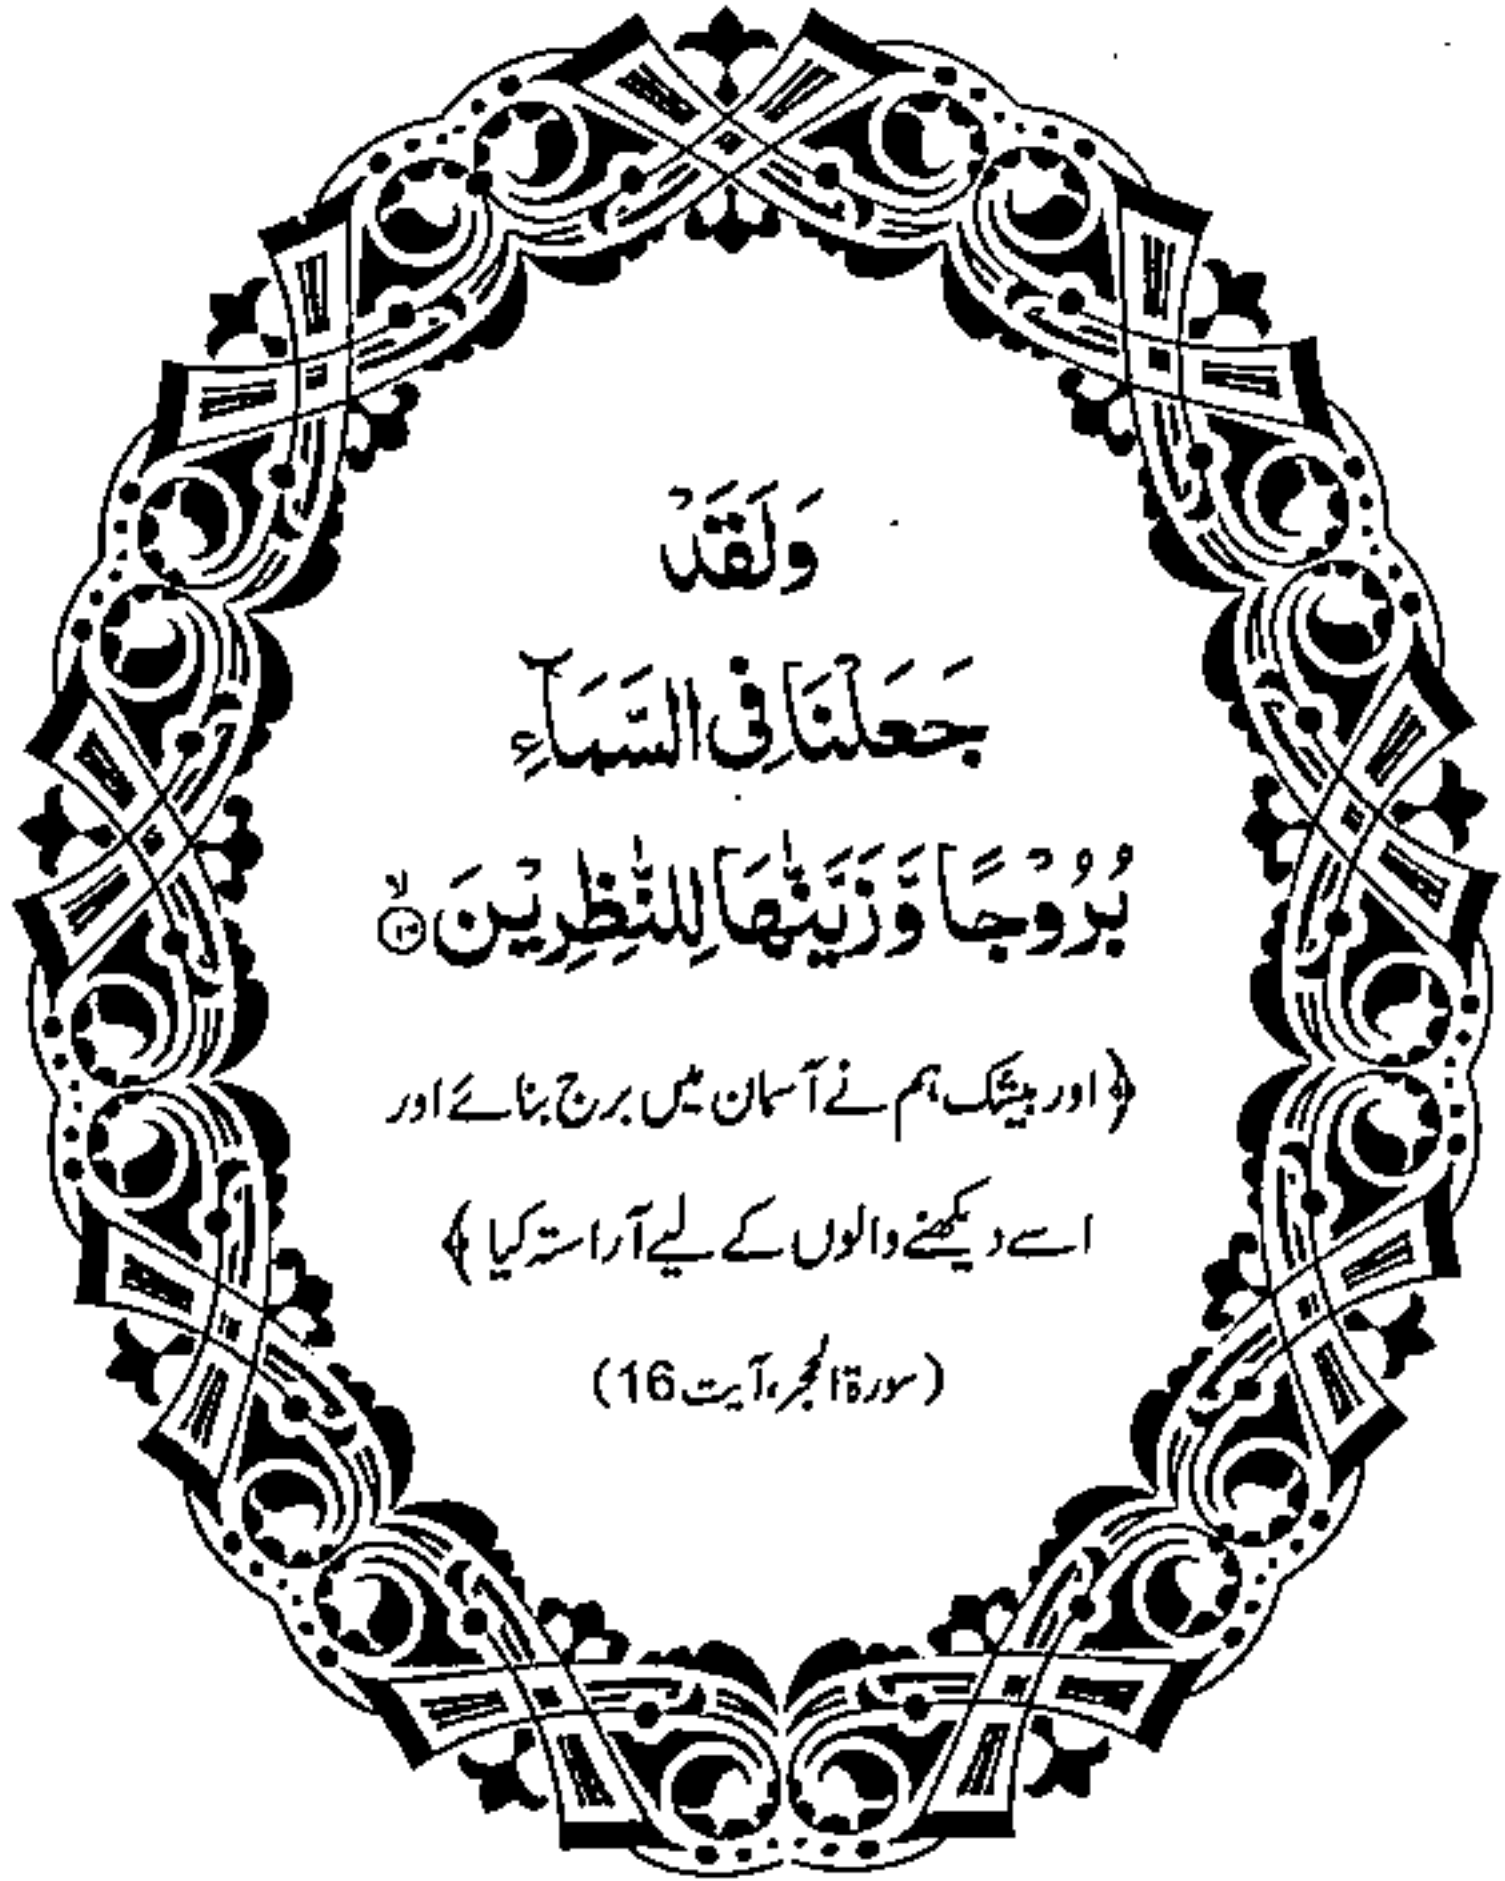 وَلَقَدْ
جَعَلْنَا فِی السَّمَآءِ
بُرُوْجًا وَّ زَیَّنّٰهَا لِلنّٰظِرِیْنَ ۙ
﴿اور بیشک ہم نے آسمان میں برج بنائے اور
اسے دیکھنے والوں کے لیے آراستہ کیا﴾
(سورۃ الحجر، آیت 16)